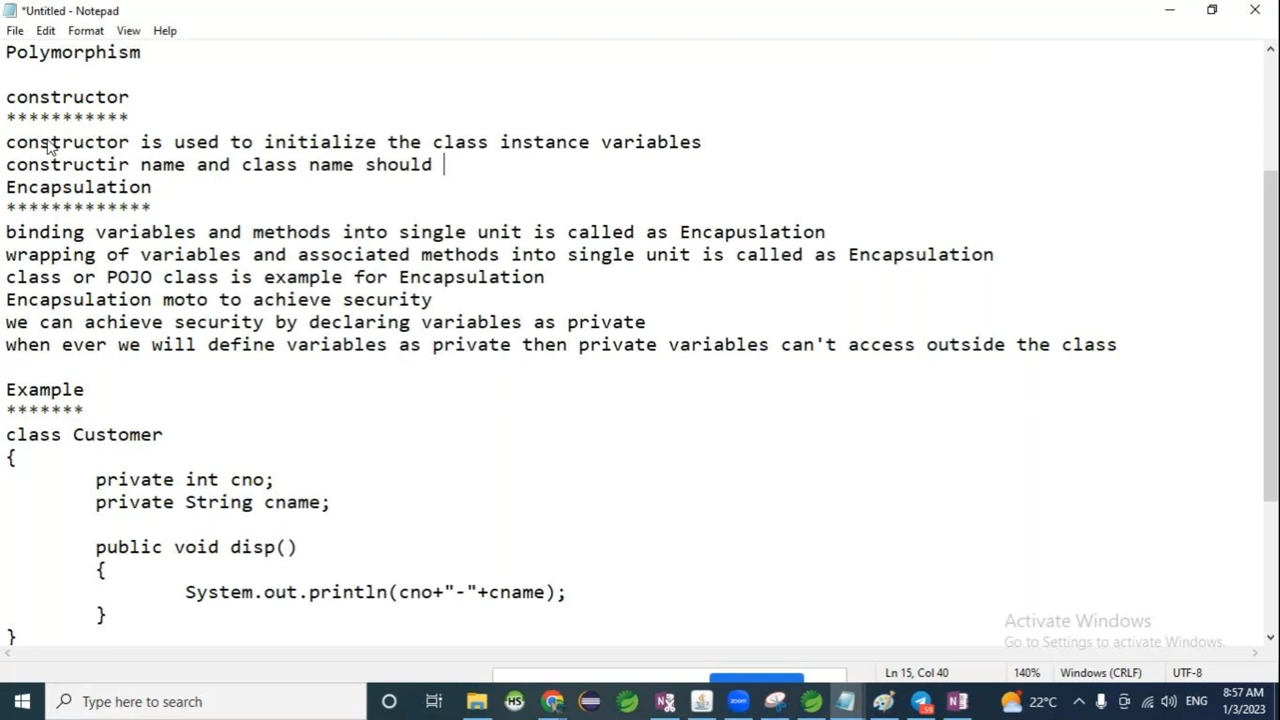 *Untitled - Notepad
File Edit Format View Help
Polymorphism
constructor
***********
constructor is used to initialize the class instance variables
constructir name and class name should
Encapsulation
*************
binding variables and methods into single unit is called as Encapuslation
wrapping of variables and associated methods into single unit is called as Encapsulation
class or POJO class is example for Encapsulation
Encapsulation moto to achieve security
we can achieve security by declaring variables as private
when ever we will define variables as private then private variables can't access outside the class
Example
*******
class Customer
{
private int cno;
private String cname;
public void disp()
{
System.out.println(cno+"-"+cname);
}
}
Activate Windows
Go to Settings to activate Windows.
Ln 15, Col 40 140% Windows (CRLF) UTF-8
Type here to search HS zoom 22°C ENG 8:57 AM
1/3/2023